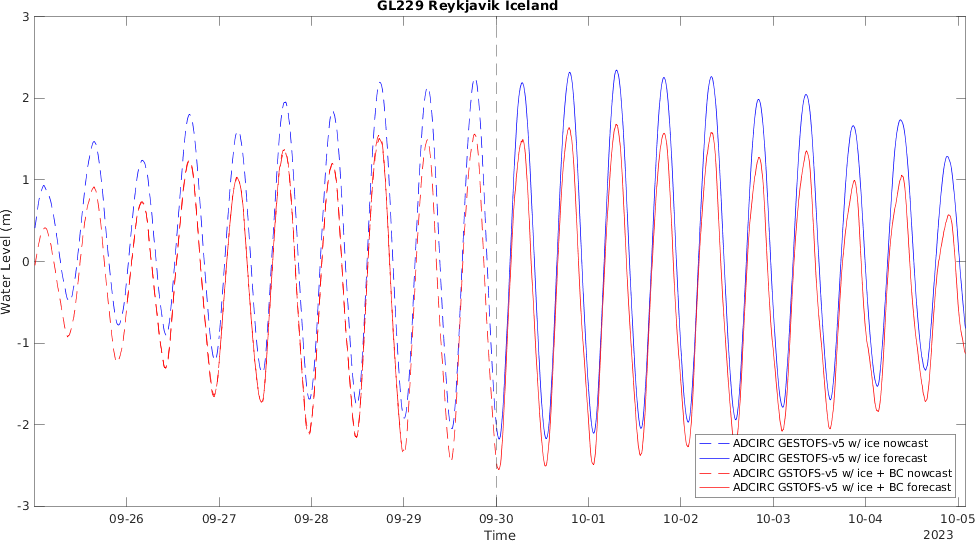 GL229 Reykjavik Iceland
3
2
1
0
-1
-2
-3
Water Level (m)
ADCIRC GESTOFS-v5 w/ ice nowcast
ADCIRC GESTOFS-v5 w/ ice forecast
ADCIRC GSTOFS-v5 w/ ice + BC nowcast
ADCIRC GSTOFS-v5 w/ ice + BC forecast
09-26 09-27 09-28 09-29 09-30 10-01 10-02 10-03 10-04 10-05
Time
2023